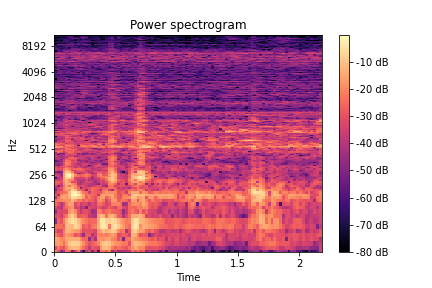 Power spectrogram
8192
4096
2048
1024
512
256
128
64
0
Hz
0
0.5
1
1.5
2
Time
-10 dB
-20 dB
-30 dB
-40 dB
-50 dB
-60 dB
-70 dB
-80 dB